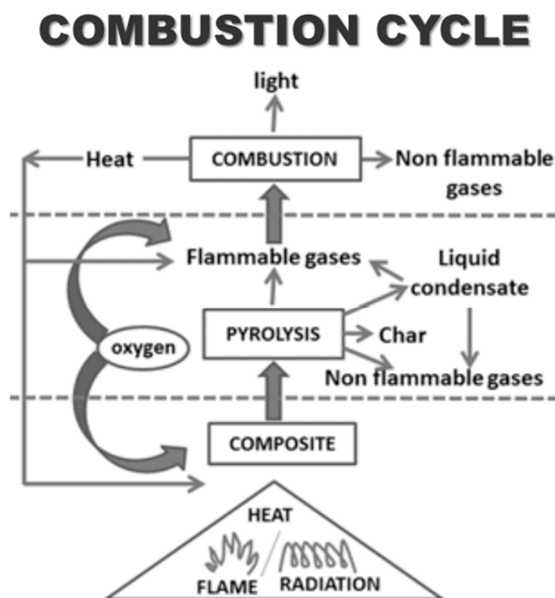 COMBUSTION CYCLE
light
Heat
COMBUSTION
Non flammable
gases
Flammable gases
Liquid
condensate
PYROLYSIS
Char
oxygen
Non flammable gases
COMPOSITE
HEAT
FLAME
RADIATION